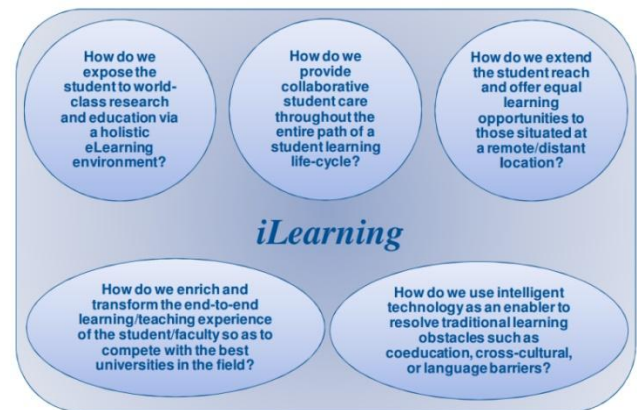 How do we
expose the
student to world-
class research
and education via
a holistic
eLearning
environment?
How do we
provide
collaborative
student care
throughout the
entire path of a
student learning
life-cycle?
How do we extend
the student reach
and offer equal
learning
opportunities to
those situated at
a remote/distant
location?
iLearning
How do we enrich and
transform the end-to-end
learning/teaching experience
of the student/faculty so as to
compete with the best
universities in the field?
How do we use intelligent
technology as an enabler to
resolve traditional learning
obstacles such as
coeducation, cross-cultural,
or language barriers?